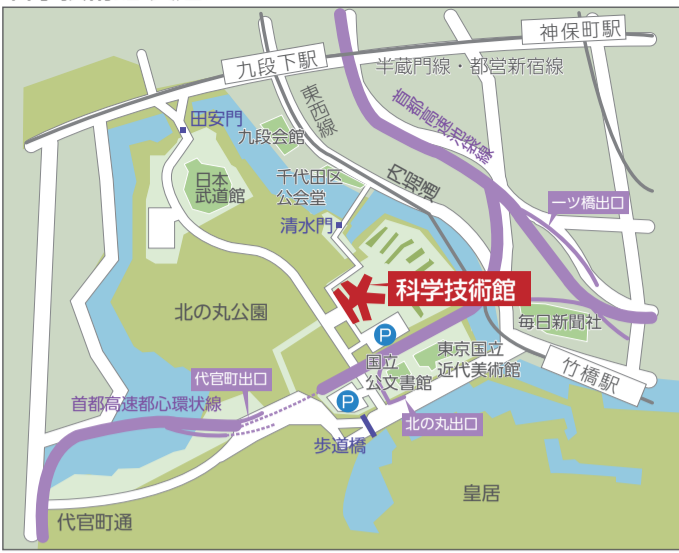 神保町駅
九段下駅
半蔵門線・都営新宿線
東西線
首都高速池袋線
田安門
九段会館
日本
武道館
千代田区
公会堂
内堀通
一ツ橋出口
清水門
科学技術館
北の丸公園
P
毎日新聞社
東京国立
近代美術館
国立
公文書館
竹橋駅
代官町出口
首都高速都心環状線
P
北の丸出口
歩道橋
皇居
代官町通